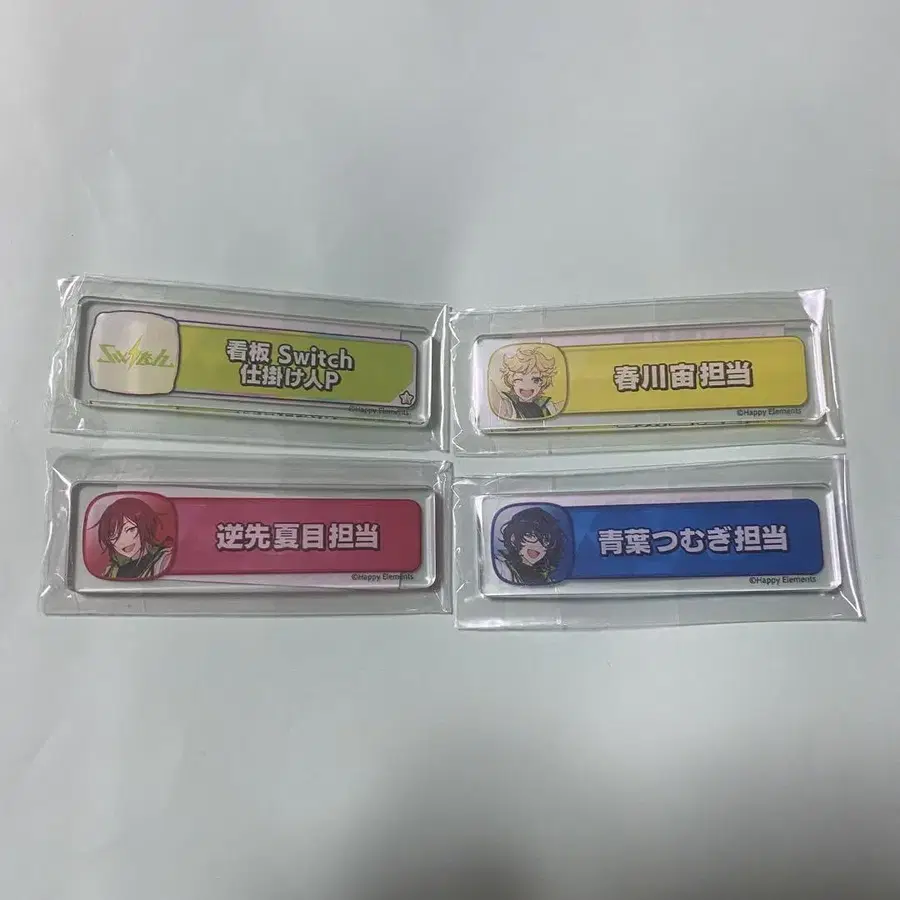 Switch
看板 Switch
仕掛け人P
©Happy Elements
春川宙担当
©Happy Elements
逆先夏目担当
©Happy Elements
青葉つむぎ担当
©Happy Elements